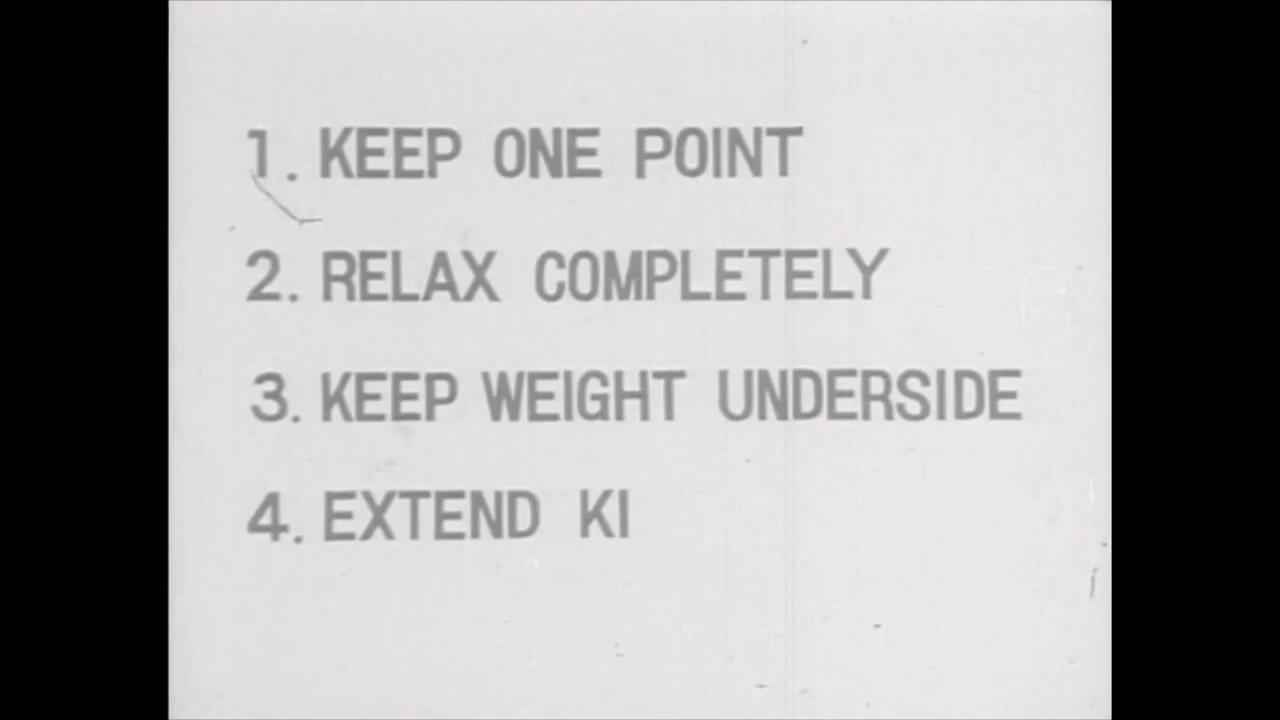 1. KEEP ONE POINT
2. RELAX COMPLETELY
3. KEEP WEIGHT UNDERSIDE
4. EXTEND KI